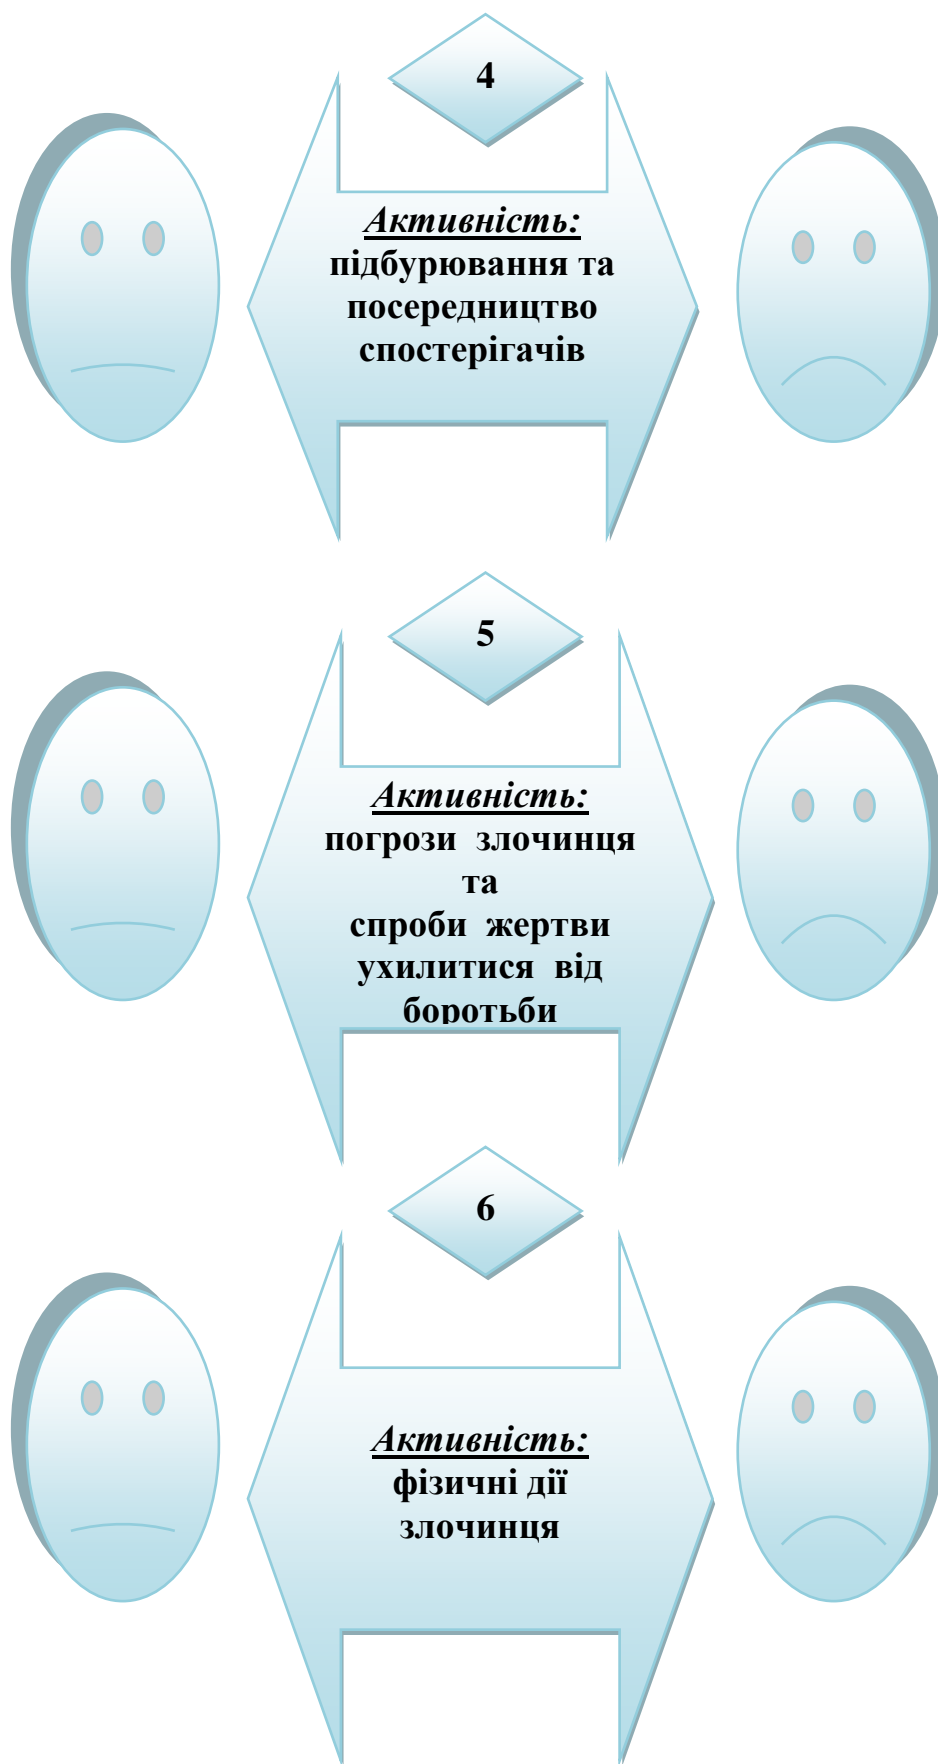 4
Активність:
підбурювання та
посередництво
спостерігачів
5
Активність:
погрози злочинця
та
спроби жертви
ухилитися від
боротьби
6
Активність:
фізичні дії
злочинця